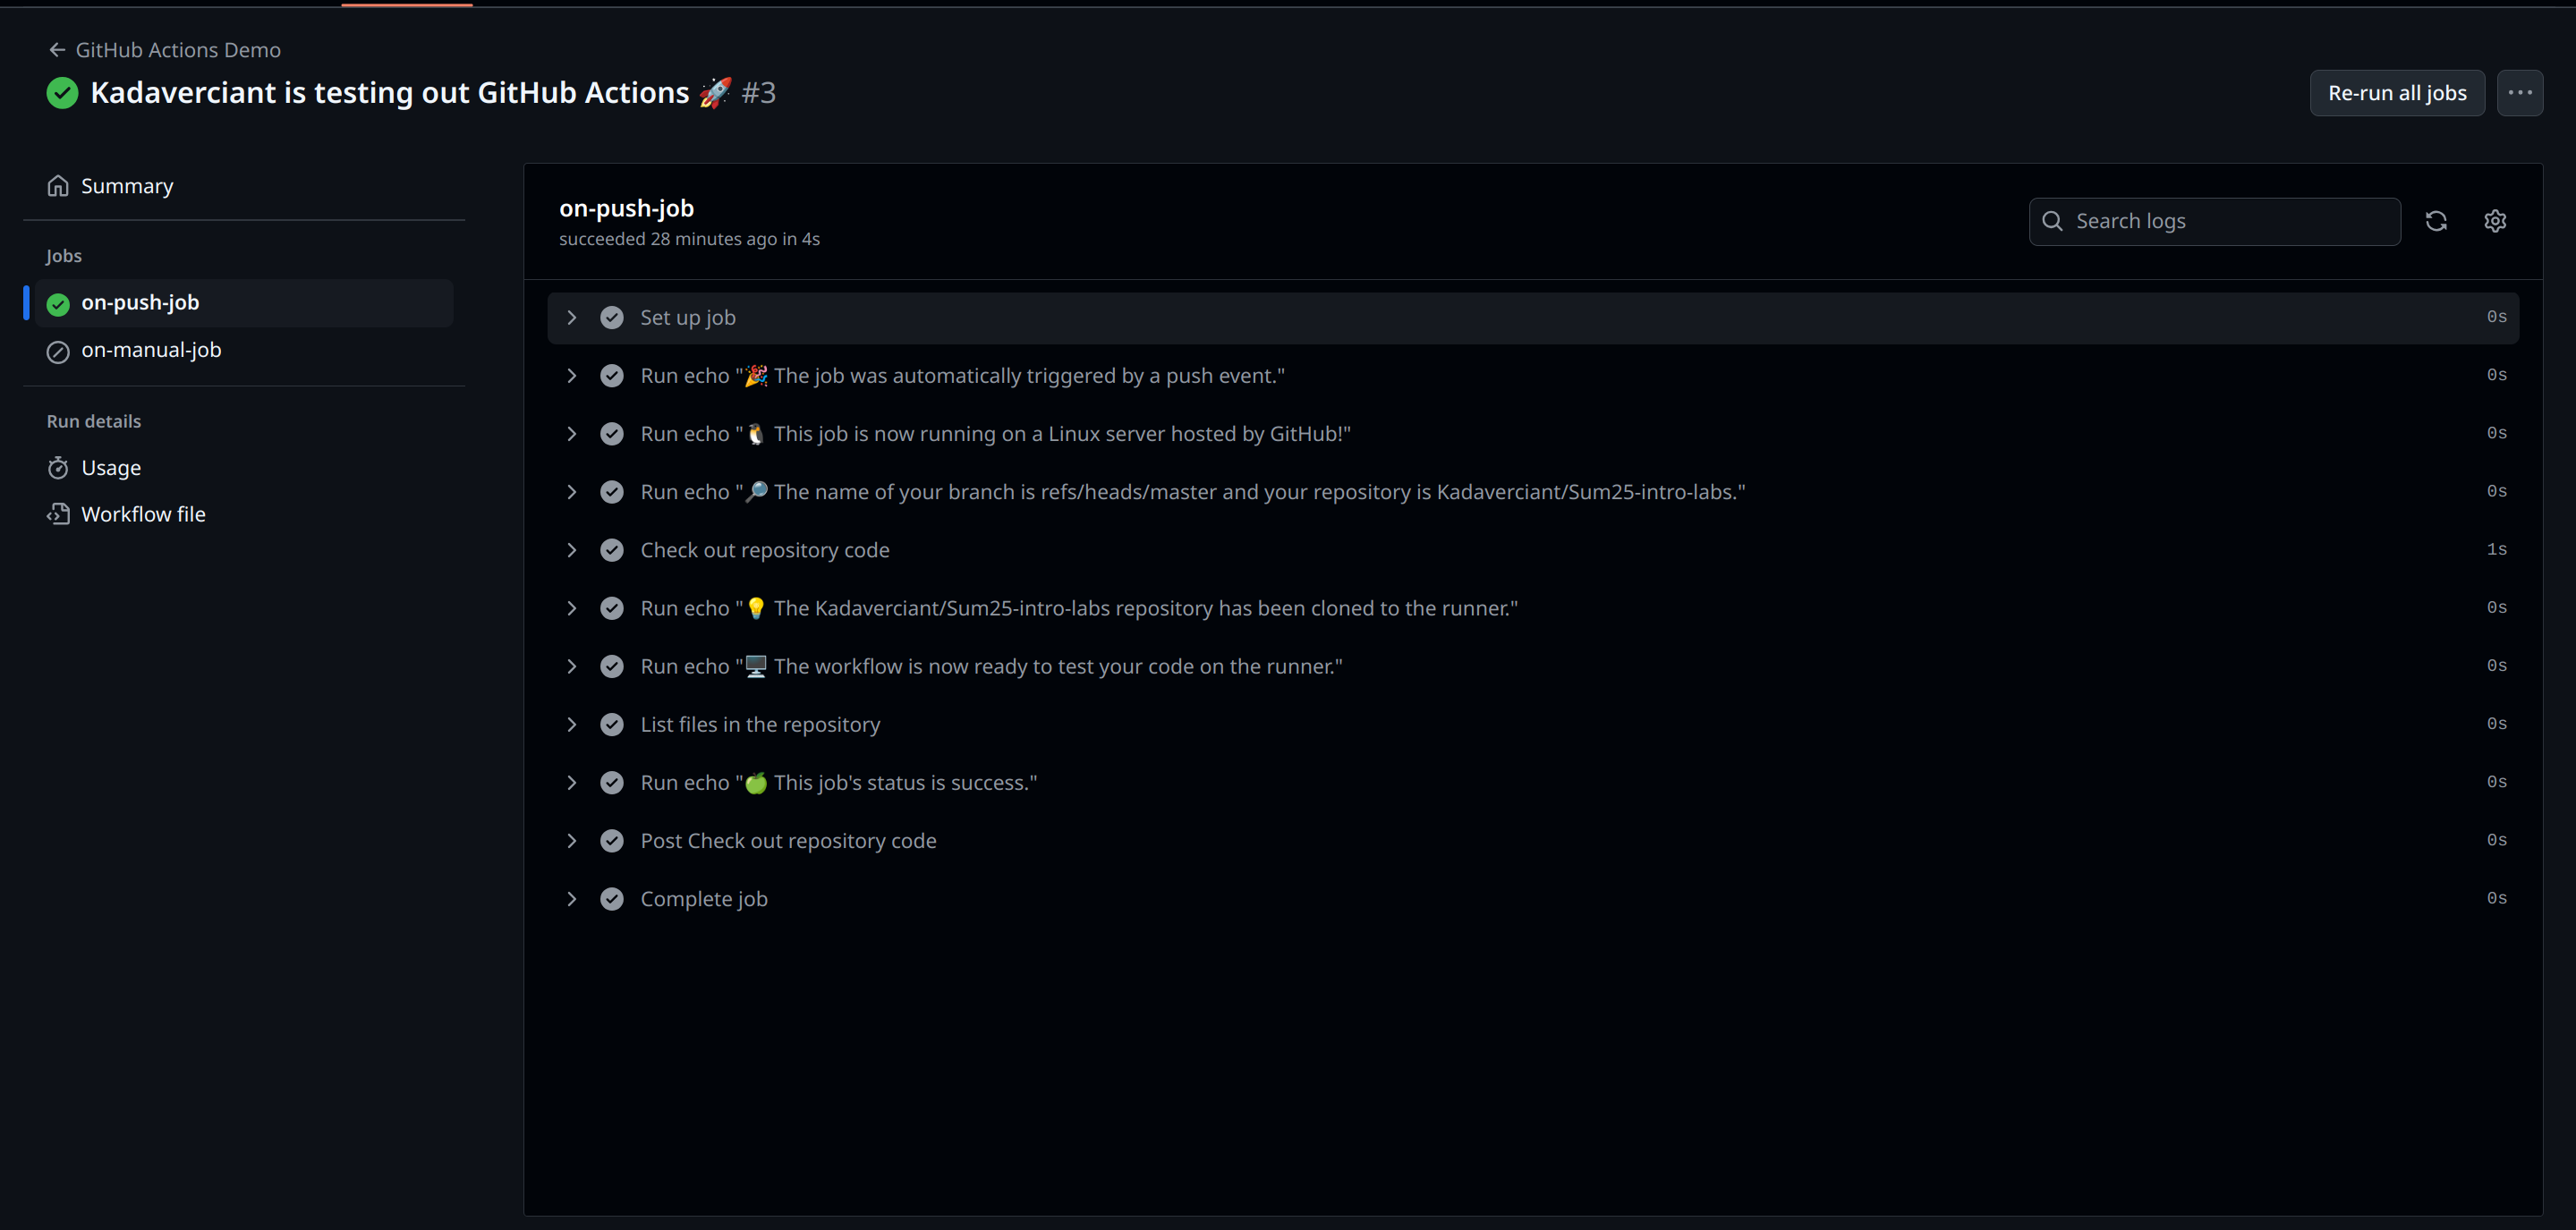 GitHub Actions Demo
Kadaverciant is testing out GitHub Actions 🚀 #3
Re-run all jobs
Summary
Jobs
on-push-job
on-manual-job
Run details
Usage
Workflow file
on-push-job
succeeded 28 minutes ago in 4s
Search logs
Set up job 0s
Run echo "🎉 The job was automatically triggered by a push event." 0s
Run echo "🐧 This job is now running on a Linux server hosted by GitHub!" 0s
Run echo "🔎 The name of your branch is refs/heads/master and your repository is Kadaverciant/Sum25-intro-labs." 0s
Check out repository code 1s
Run echo "💡 The Kadaverciant/Sum25-intro-labs repository has been cloned to the runner." 0s
Run echo "🖥️ The workflow is now ready to test your code on the runner." 0s
List files in the repository 0s
Run echo "🍏 This job's status is success." 0s
Post Check out repository code 0s
Complete job 0s